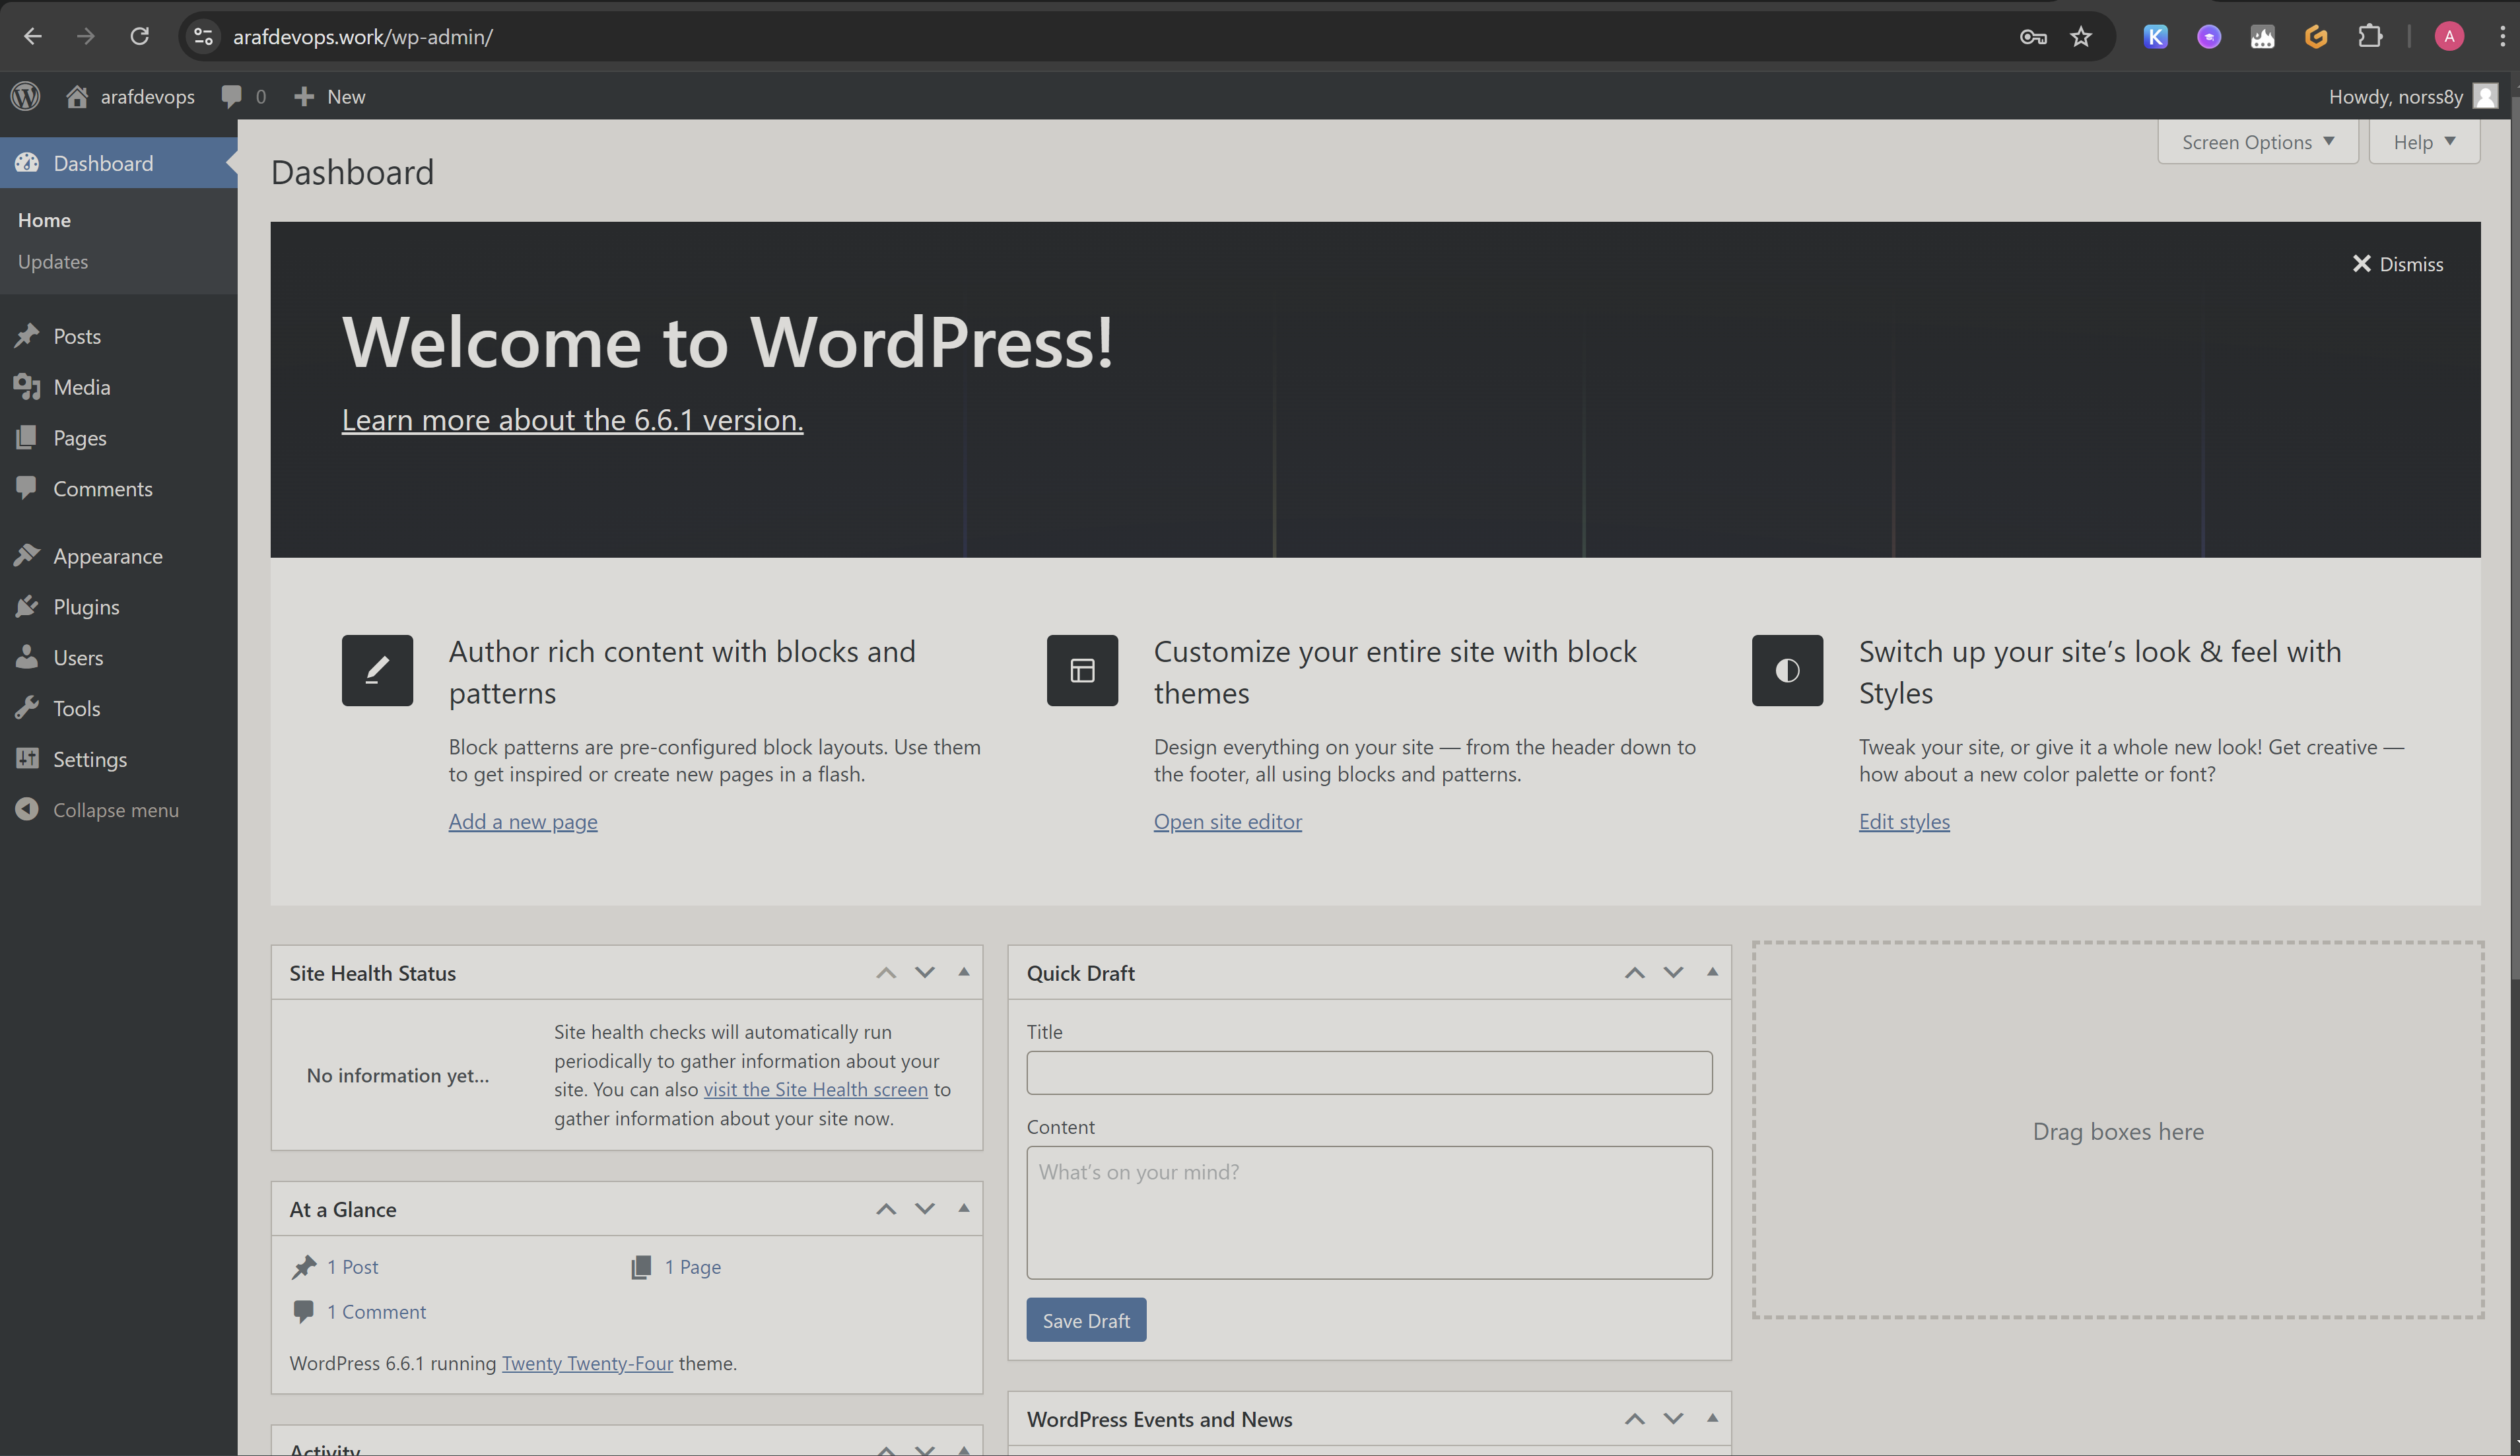 arafdevops.work/wp-admin/
K
A
arafdevops
0
New
Howdy, norss8y
Dashboard
Home
Updates
Posts
Media
Pages
Comments
Appearance
Plugins
Users
Tools
Settings
Collapse menu
Screen Options
Help
Dashboard
Dismiss
Welcome to WordPress!
Learn more about the 6.6.1 version.
Author rich content with blocks and
patterns
Block patterns are pre-configured block layouts. Use them
to get inspired or create new pages in a flash.
Add a new page
Customize your entire site with block
themes
Design everything on your site — from the header down to
the footer, all using blocks and patterns.
Open site editor
Switch up your site’s look & feel with
Styles
Tweak your site, or give it a whole new look! Get creative —
how about a new color palette or font?
Edit styles
Site Health Status
No information yet…
Site health checks will automatically run
periodically to gather information about your
site. You can also visit the Site Health screen to
gather information about your site now.
At a Glance
1 Post
1 Page
1 Comment
WordPress 6.6.1 running Twenty Twenty-Four theme.
Activity
Quick Draft
Title
Content
What’s on your mind?
Save Draft
WordPress Events and News
Drag boxes here